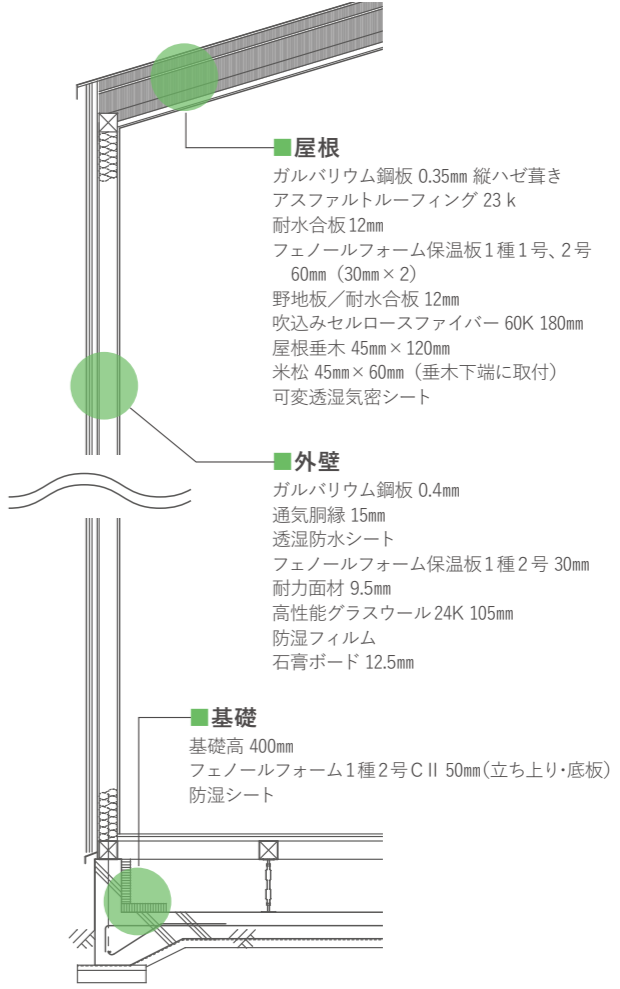 ■屋根
ガルバリウム鋼板 0.35㎜ 縦ハゼ葺き
アスファルトルーフィング 23 k
耐水合板12㎜
フェノールフォーム保温板1種1号、2号
60㎜（30㎜×2）
野地板／耐水合板 12㎜
吹込みセルロースファイバー 60K 180㎜
屋根垂木 45㎜×120㎜
米松 45㎜×60㎜（垂木下端に取付）
可変透湿気密シート
■外壁
ガルバリウム鋼板 0.4㎜
通気胴縁 15㎜
透湿防水シート
フェノールフォーム保温板1種2号 30㎜
耐力面材 9.5㎜
高性能グラスウール24K 105㎜
防湿フィルム
石膏ボード 12.5㎜
■基礎
基礎高 400㎜
フェノールフォーム1種2号CⅡ 50㎜（立ち上り・底板）
防湿シート